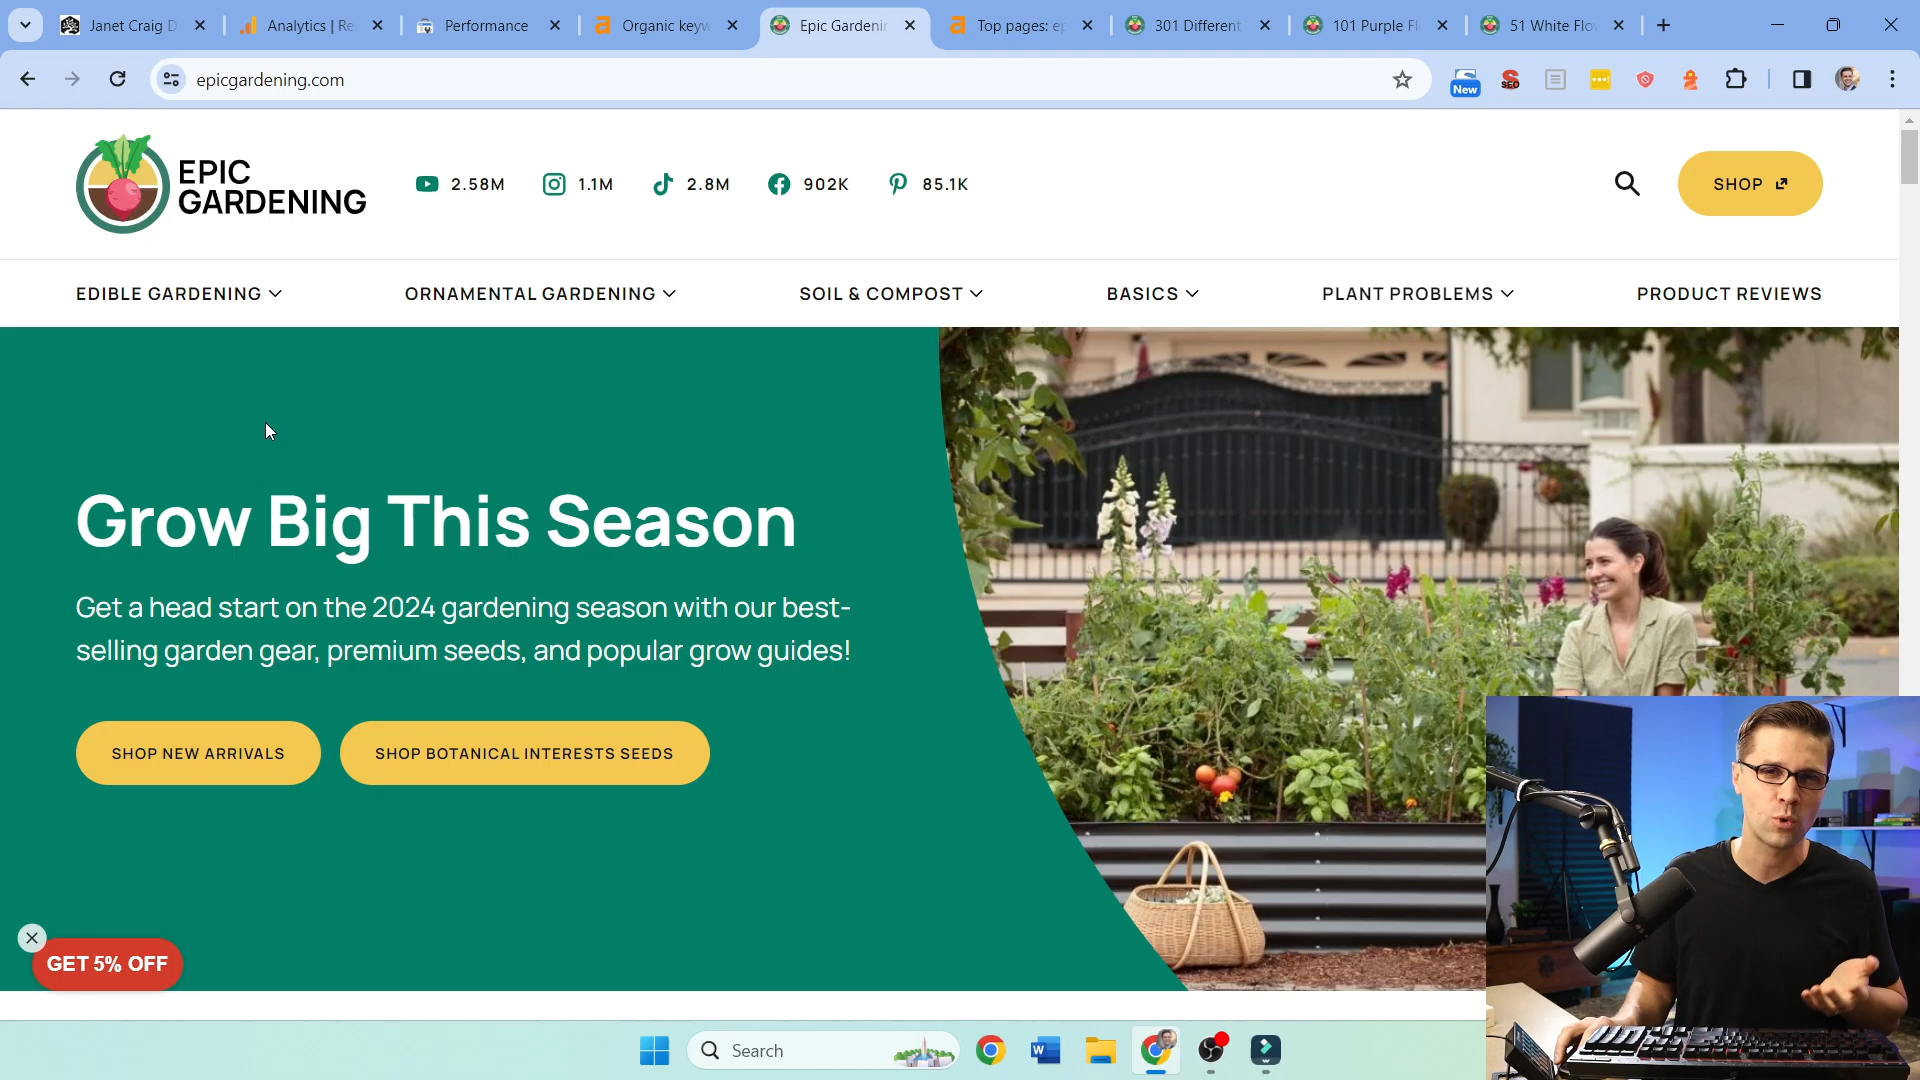 Janet Craig D
Analytics | Re
Performance
Organic keyw
Epic Gardenin
Top pages: ep
301 Different
101 Purple Fl
51 White Flo
epicgardening.com
New
SEO
EPIC
GARDENING
2.58M
1.1M
2.8M
902K
85.1K
SHOP
EDIBLE GARDENING
ORNAMENTAL GARDENING
SOIL & COMPOST
BASICS
PLANT PROBLEMS
PRODUCT REVIEWS
Grow Big This Season
Get a head start on the 2024 gardening season with our best-
selling garden gear, premium seeds, and popular grow guides!
SHOP NEW ARRIVALS
SHOP BOTANICAL INTERESTS SEEDS
GET 5% OFF
Search